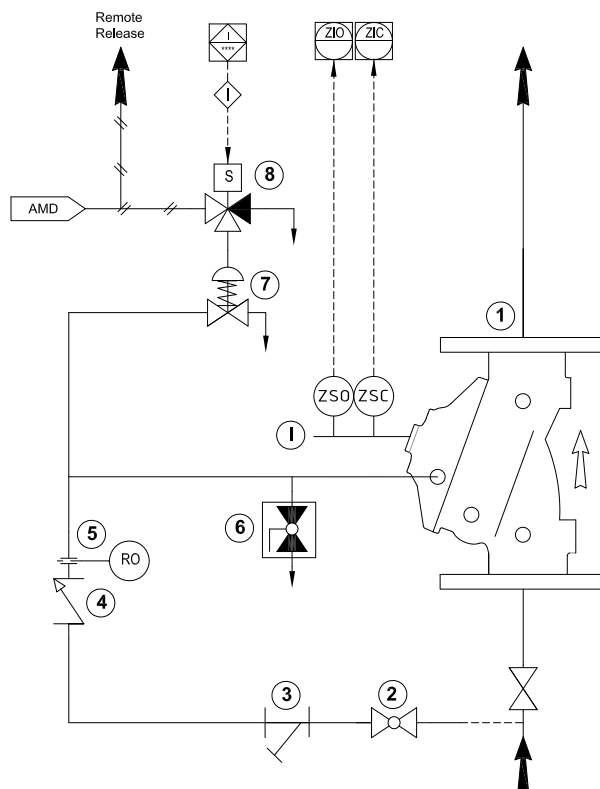 Remote
Release
I
****
I
ZIO
ZIC
S
8
AMD
7
1
ZSO
ZSC
I
6
5
RO
4
3
2